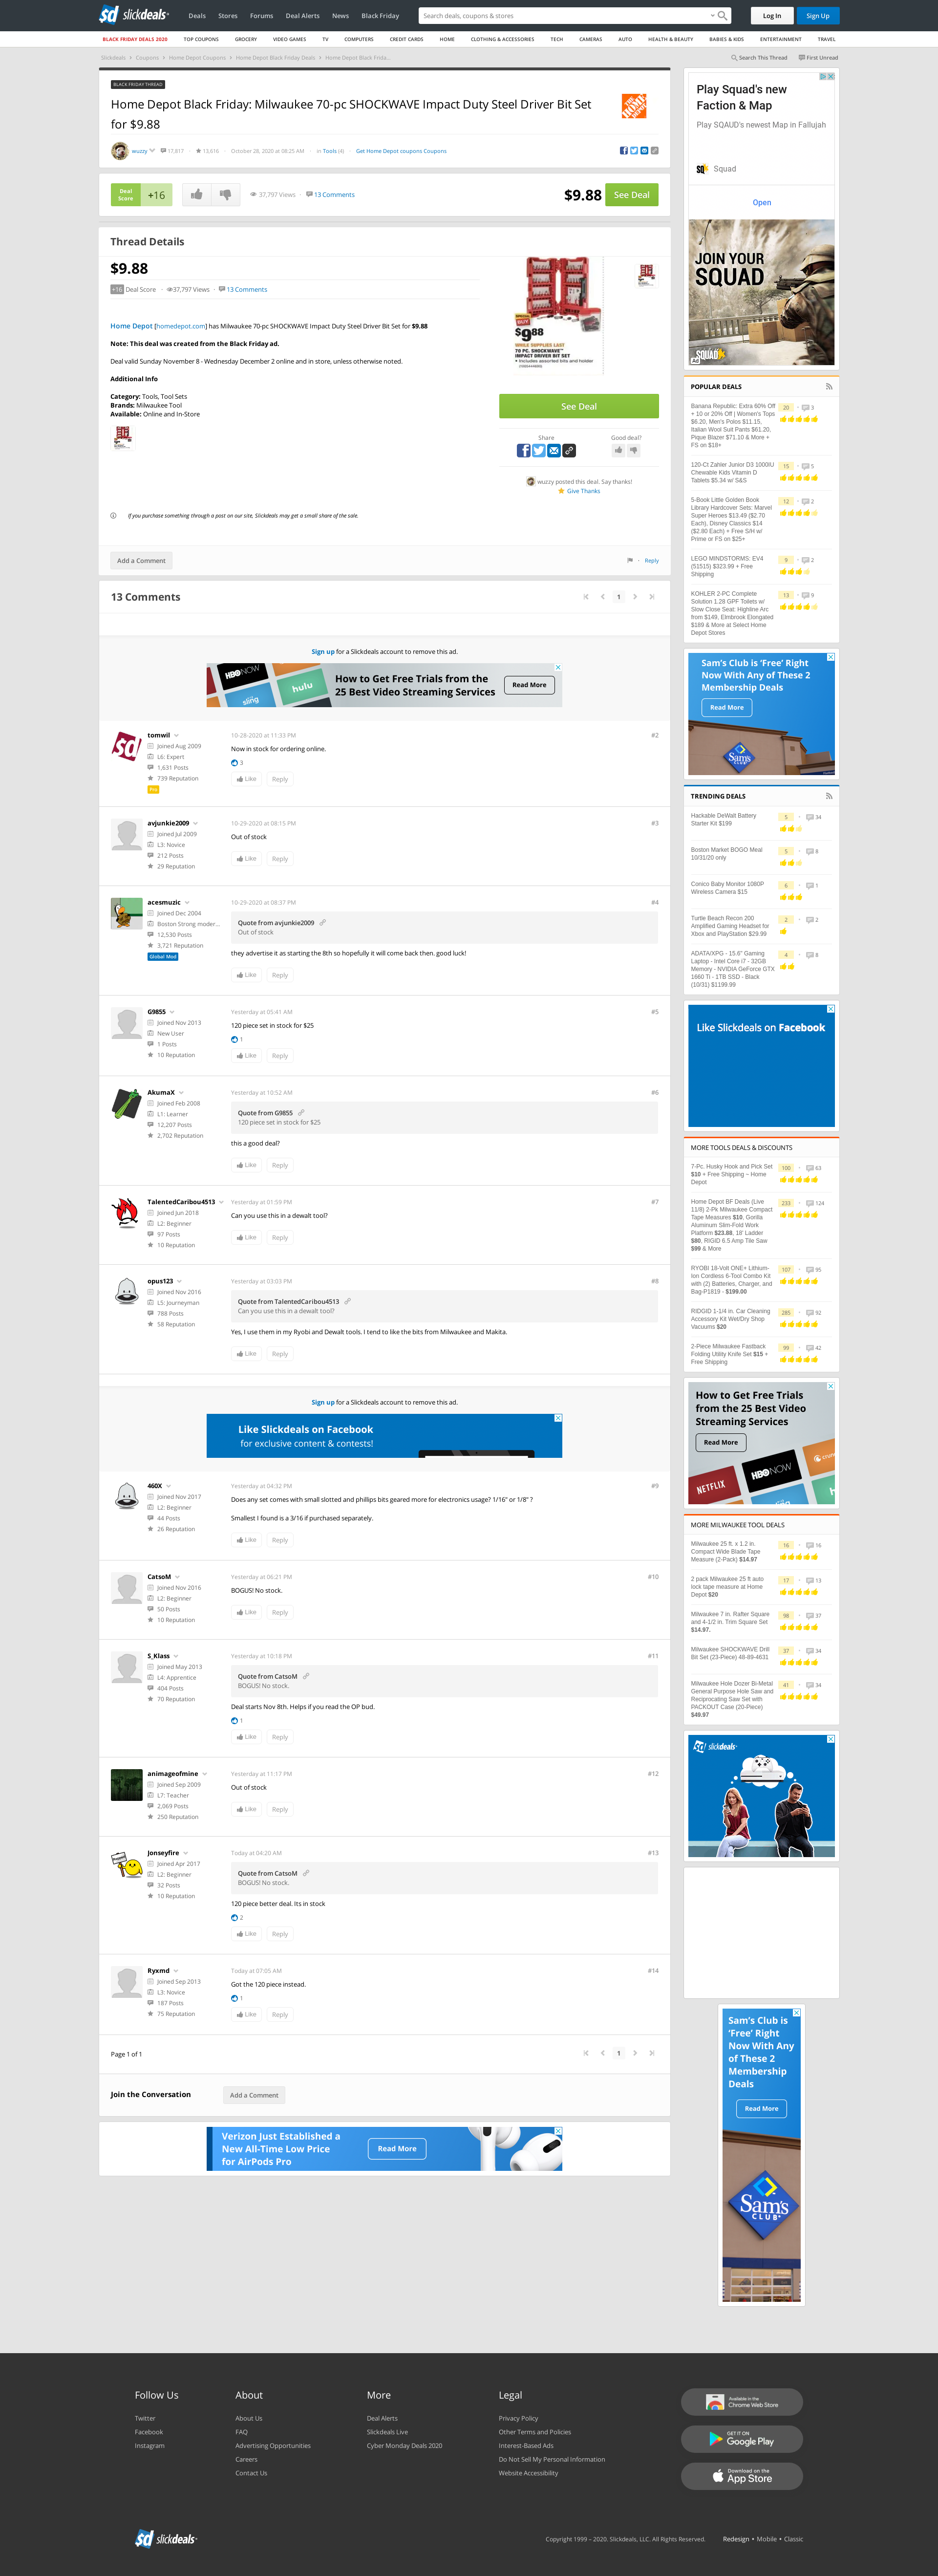 slickdeals
Deals Stores Forums Deal Alerts News Black Friday
Search deals, coupons & stores
Log In
Sign Up
BLACK FRIDAY DEALS 2020 TOP COUPONS GROCERY VIDEO GAMES TV COMPUTERS CREDIT CARDS HOME CLOTHING & ACCESSORIES TECH CAMERAS AUTO HEALTH & BEAUTY BABIES & KIDS ENTERTAINMENT TRAVEL
Slickdeals Coupons Home Depot Coupons Home Depot Black Friday Deals Home Depot Black Frida...
Search This Thread First Unread
BLACK FRIDAY THREAD
Home Depot Black Friday: Milwaukee 70-pc SHOCKWAVE Impact Duty Steel Driver Bit Set
for $9.88
wuzzy 17,817 · 13,616 · October 28, 2020 at 08:25 AM · in Tools (4) · Get Home Depot coupons Coupons
Deal
Score
+16
37,797 Views · 13 Comments
$9.88
See Deal
Thread Details
$9.88
+16 Deal Score · 37,797 Views · 13 Comments
Home Depot [homedepot.com] has Milwaukee 70-pc SHOCKWAVE Impact Duty Steel Driver Bit Set for $9.88
Note: This deal was created from the Black Friday ad.
Deal valid Sunday November 8 - Wednesday December 2 online and in store, unless otherwise noted.
Additional Info
Category: Tools, Tool Sets
Brands: Milwaukee Tool
Available: Online and In-Store
$9 88
WHILE SUPPLIES LAST
70 PC. SHOCKWAVE
IMPACT DRIVER BIT SET
• Includes assorted bits and holder
See Deal
Share
Good deal?
wuzzy posted this deal. Say thanks!
Give Thanks
If you purchase something through a post on our site, Slickdeals may get a small share of the sale.
Add a Comment
Reply
13 Comments
1
Sign up for a Slickdeals account to remove this ad.
HBO NOW
sling
hulu
How to Get Free Trials from the
25 Best Video Streaming Services
Read More
tomwil
Joined Aug 2009
L6: Expert
1,631 Posts
739 Reputation
Pro
10-28-2020 at 11:33 PM
#2
Now in stock for ordering online.
3
Like Reply
avjunkie2009
Joined Jul 2009
L3: Novice
212 Posts
29 Reputation
10-29-2020 at 08:15 PM
#3
Out of stock
Like Reply
acesmuzic
Joined Dec 2004
Boston Strong moder...
12,530 Posts
3,721 Reputation
Global Mod
10-29-2020 at 08:37 PM
#4
Quote from avjunkie2009
Out of stock
they advertise it as starting the 8th so hopefully it will come back then. good luck!
Like Reply
G9855
Joined Nov 2013
New User
1 Posts
10 Reputation
Yesterday at 05:41 AM
#5
120 piece set in stock for $25
1
Like Reply
AkumaX
Joined Feb 2008
L1: Learner
12,207 Posts
2,702 Reputation
Yesterday at 10:52 AM
#6
Quote from G9855
120 piece set in stock for $25
this a good deal?
Like Reply
TalentedCaribou4513
Joined Jun 2018
L2: Beginner
97 Posts
10 Reputation
Yesterday at 01:59 PM
#7
Can you use this in a dewalt tool?
Like Reply
opus123
Joined Nov 2016
L5: Journeyman
788 Posts
58 Reputation
Yesterday at 03:03 PM
#8
Quote from TalentedCaribou4513
Can you use this in a dewalt tool?
Yes, I use them in my Ryobi and Dewalt tools. I tend to like the bits from Milwaukee and Makita.
Like Reply
Sign up for a Slickdeals account to remove this ad.
Like Slickdeals on Facebook
for exclusive content & contests!
460X
Joined Nov 2017
L2: Beginner
44 Posts
26 Reputation
Yesterday at 04:32 PM
#9
Does any set comes with small slotted and phillips bits geared more for electronics usage? 1/16" or 1/8" ?
Smallest I found is a 3/16 if purchased separately.
Like Reply
CatsoM
Joined Nov 2016
L2: Beginner
50 Posts
10 Reputation
Yesterday at 06:21 PM
#10
BOGUS! No stock.
Like Reply
S_Klass
Joined May 2013
L4: Apprentice
404 Posts
70 Reputation
Yesterday at 10:18 PM
#11
Quote from CatsoM
BOGUS! No stock.
Deal starts Nov 8th. Helps if you read the OP bud.
1
Like Reply
animageofmine
Joined Sep 2009
L7: Teacher
2,069 Posts
250 Reputation
Yesterday at 11:17 PM
#12
Out of stock
Like Reply
Jonseyfire
Joined Apr 2017
L2: Beginner
32 Posts
10 Reputation
Today at 04:20 AM
#13
Quote from CatsoM
BOGUS! No stock.
120 piece better deal. Its in stock
2
Like Reply
Ryxmd
Joined Sep 2013
L3: Novice
187 Posts
75 Reputation
Today at 07:05 AM
#14
Got the 120 piece instead.
1
Like Reply
Page 1 of 1
1
Join the Conversation
Add a Comment
Verizon Just Established a
New All-Time Low Price
for AirPods Pro
Read More
Play Squad's new
Faction & Map
Play SQAUD's newest Map in Fallujah
Squad
Open
JOIN YOUR
SQUAD
Ad
SQUAD
POPULAR DEALS
Banana Republic: Extra 60% Off
+ 10 or 20% Off | Women's Tops
$6.20, Men's Polos $11.15,
Italian Wool Suit Pants $61.20,
Pique Blazer $71.10 & More +
FS on $18+
20 3
120-Ct Zahler Junior D3 1000IU
Chewable Kids Vitamin D
Tablets $5.34 w/ S&S
15 5
5-Book Little Golden Book
Library Hardcover Sets: Marvel
Super Heroes $13.49 ($2.70
Each), Disney Classics $14
($2.80 Each) + Free S/H w/
Prime or FS on $25+
12 2
LEGO MINDSTORMS: EV4
(51515) $323.99 + Free
Shipping
9 2
KOHLER 2-PC Complete
Solution 1.28 GPF Toilets w/
Slow Close Seat: Highline Arc
from $149, Elmbrook Elongated
$189 & More at Select Home
Depot Stores
13 9
Sam's Club is 'Free' Right
Now With Any of These 2
Membership Deals
Read More
Sam's
CLUB
TRENDING DEALS
Hackable DeWalt Battery
Starter Kit $199
5 34
Boston Market BOGO Meal
10/31/20 only
5 8
Conico Baby Monitor 1080P
Wireless Camera $15
6 1
Turtle Beach Recon 200
Amplified Gaming Headset for
Xbox and PlayStation $29.99
2 2
ADATA/XPG - 15.6" Gaming
Laptop - Intel Core i7 - 32GB
Memory - NVIDIA GeForce GTX
1660 Ti - 1TB SSD - Black
(10/31) $1199.99
4 8
Like Slickdeals on Facebook
MORE TOOLS DEALS & DISCOUNTS
7-Pc. Husky Hook and Pick Set
$10 + Free Shipping ~ Home
Depot
100 63
Home Depot BF Deals (Live
11/8) 2-Pk Milwaukee Compact
Tape Measures $10, Gorilla
Aluminum Slim-Fold Work
Platform $23.88, 18' Ladder
$80, RIGID 6.5 Amp Tile Saw
$99 & More
233 124
RYOBI 18-Volt ONE+ Lithium-
Ion Cordless 6-Tool Combo Kit
with (2) Batteries, Charger, and
Bag-P1819 - $199.00
107 95
RIDGID 1-1/4 in. Car Cleaning
Accessory Kit Wet/Dry Shop
Vacuums $20
285 92
2-Piece Milwaukee Fastback
Folding Utility Knife Set $15 +
Free Shipping
99 42
How to Get Free Trials
from the 25 Best Video
Streaming Services
Read More
NETFLIX
HBO NOW
MORE MILWAUKEE TOOL DEALS
Milwaukee 25 ft. x 1.2 in.
Compact Wide Blade Tape
Measure (2-Pack) $14.97
16 16
2 pack Milwaukee 25 ft auto
lock tape measure at Home
Depot $20
17 13
Milwaukee 7 in. Rafter Square
and 4-1/2 in. Trim Square Set
$14.97.
98 37
Milwaukee SHOCKWAVE Drill
Bit Set (23-Piece) 48-89-4631
37 34
Milwaukee Hole Dozer Bi-Metal
General Purpose Hole Saw and
Reciprocating Saw Set with
PACKOUT Case (20-Piece)
$49.97
41 34
slickdeals
Sam's Club is
'Free' Right
Now With Any
of These 2
Membership
Deals
Read More
Sam's
CLUB
Follow Us
Twitter
Facebook
Instagram
About
About Us
FAQ
Advertising Opportunities
Careers
Contact Us
More
Deal Alerts
Slickdeals Live
Cyber Monday Deals 2020
Legal
Privacy Policy
Other Terms and Policies
Interest-Based Ads
Do Not Sell My Personal Information
Website Accessibility
Available in the
Chrome Web Store
GET IT ON
Google Play
Download on the
App Store
slickdeals
Copyright 1999 – 2020. Slickdeals, LLC. All Rights Reserved.
Redesign • Mobile • Classic